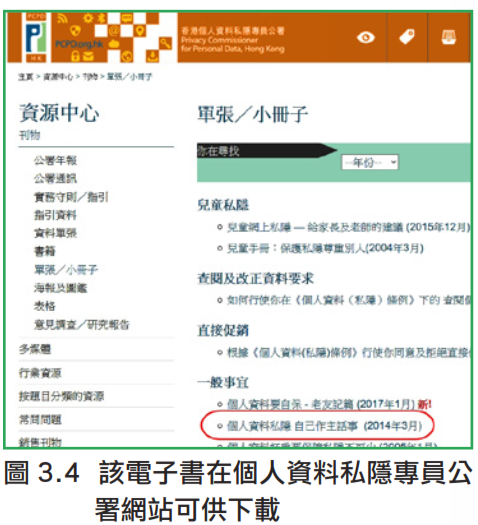 PCPD
H K
PCPD.org.hk
香港個人資料私隱專員公署
Privacy Commissioner
for Personal Data, Hong Kong
主頁 > 資源中心 > 刊物 > 單張／小冊子
資源中心
刊物
公署年報
公署通訊
實務守則／指引
指引資料
資料單張
書籍
單張／小冊子
海報及圖鑑
表格
意見調查／研究報告
多媒體
行業資源
按題目分類的資源
常問問題
銷售刊物
單張／小冊子
你在尋找
--年份--
兒童私隱
兒童網上私隱 — 給家長及老師的建議 (2015年12月)
兒童手冊：保護私隱尊重別人(2004年3月)
查閱及改正資料要求
如何行使你在《個人資料（私隱）條例》下的 查閱
直接促銷
根據《個人資料(私隱)條例》行使你同意及拒絕直接
一般事宜
個人資料要自保 - 老友記篇 (2017年1月) 新!
個人資料私隱 自己作主話事 (2014年3月)
圖 3.4 該電子書在個人資料私隱專員公
署網站可供下載